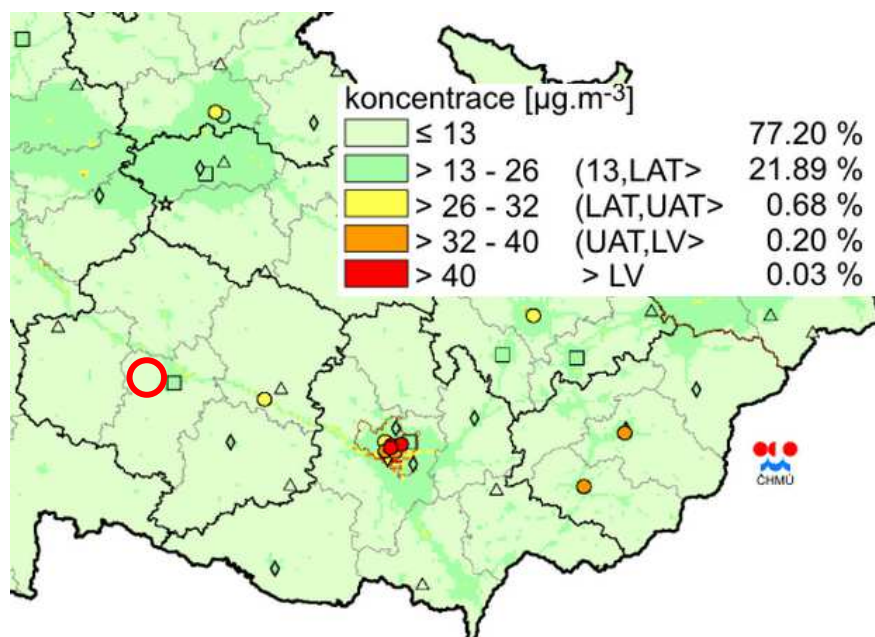 koncentrace [µg.m-3]
≤ 13 77.20 %
> 13 - 26 (13,LAT> 21.89 %
> 26 - 32 (LAT,UAT> 0.68 %
> 32 - 40 (UAT,LV> 0.20 %
> 40 > LV 0.03 %
ČHMÚ